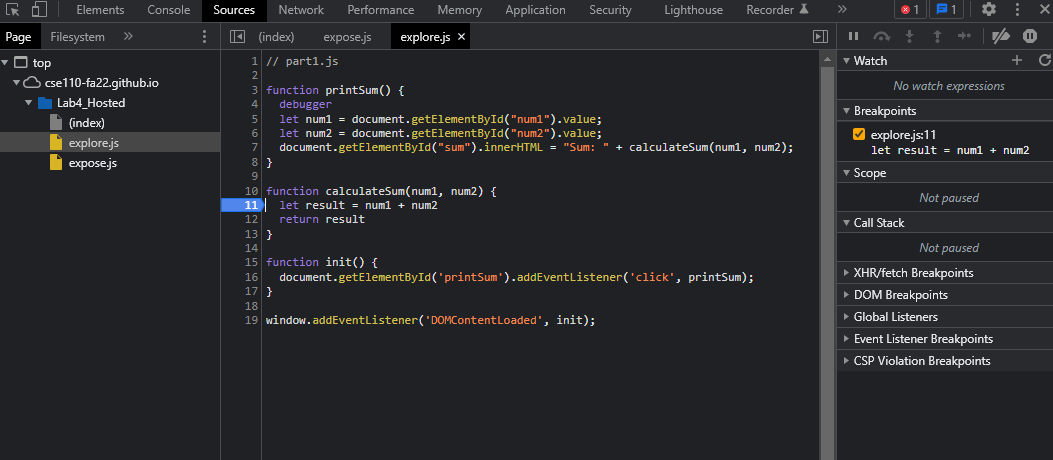 Elements Console Sources Network Performance Memory Application Security Lighthouse Recorder » 1 1
Page Filesystem »
(index) expose.js explore.js ×
top
cse110-fa22.github.io
Lab4_Hosted
(index)
explore.js
expose.js
1 // part1.js
2
3 function printSum() {
4   debugger
5   let num1 = document.getElementById("num1").value;
6   let num2 = document.getElementById("num2").value;
7   document.getElementById("sum").innerHTML = "Sum: " + calculateSum(num1, num2);
8 }
9
10 function calculateSum(num1, num2) {
11   let result = num1 + num2
12   return result
13 }
14
15 function init() {
16   document.getElementById('printSum').addEventListener('click', printSum);
17 }
18
19 window.addEventListener('DOMContentLoaded', init);
Watch
No watch expressions
Breakpoints
explore.js:11
let result = num1 + num2
Scope
Not paused
Call Stack
Not paused
XHR/fetch Breakpoints
DOM Breakpoints
Global Listeners
Event Listener Breakpoints
CSP Violation Breakpoints